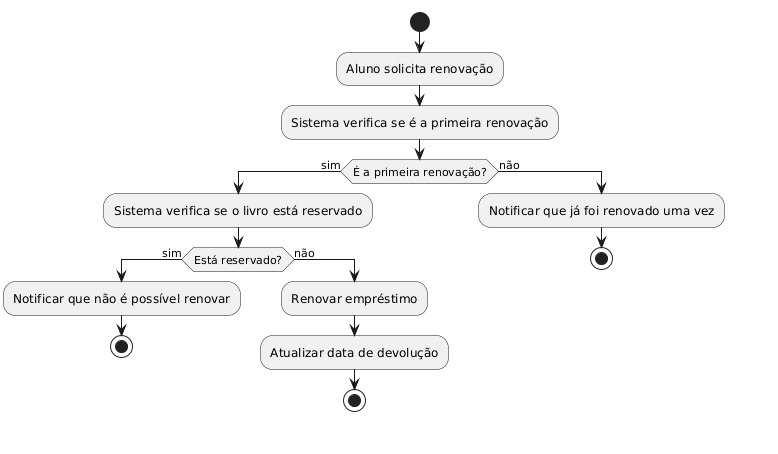 Aluno solicita renovação
Sistema verifica se é a primeira renovação
sim
É a primeira renovação?
não
Sistema verifica se o livro está reservado
Notificar que já foi renovado uma vez
sim
Está reservado?
não
Notificar que não é possível renovar
Renovar empréstimo
Atualizar data de devolução